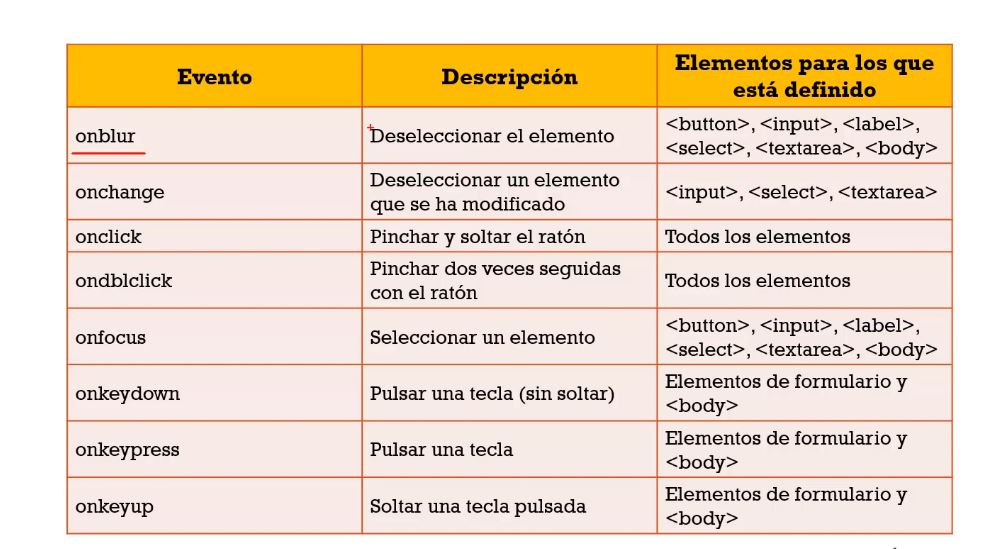 Evento
Descripción
Elementos para los que
está definido
onblur
Deseleccionar el elemento
<button>, <input>, <label>,
<select>, <textarea>, <body>
onchange
Deseleccionar un elemento
que se ha modificado
<input>, <select>, <textarea>
onclick
Pinchar y soltar el ratón
Todos los elementos
ondblclick
Pinchar dos veces seguidas
con el ratón
Todos los elementos
onfocus
Seleccionar un elemento
<button>, <input>, <label>,
<select>, <textarea>, <body>
onkeydown
Pulsar una tecla (sin soltar)
Elementos de formulario y
<body>
onkeypress
Pulsar una tecla
Elementos de formulario y
<body>
onkeyup
Soltar una tecla pulsada
Elementos de formulario y
<body>